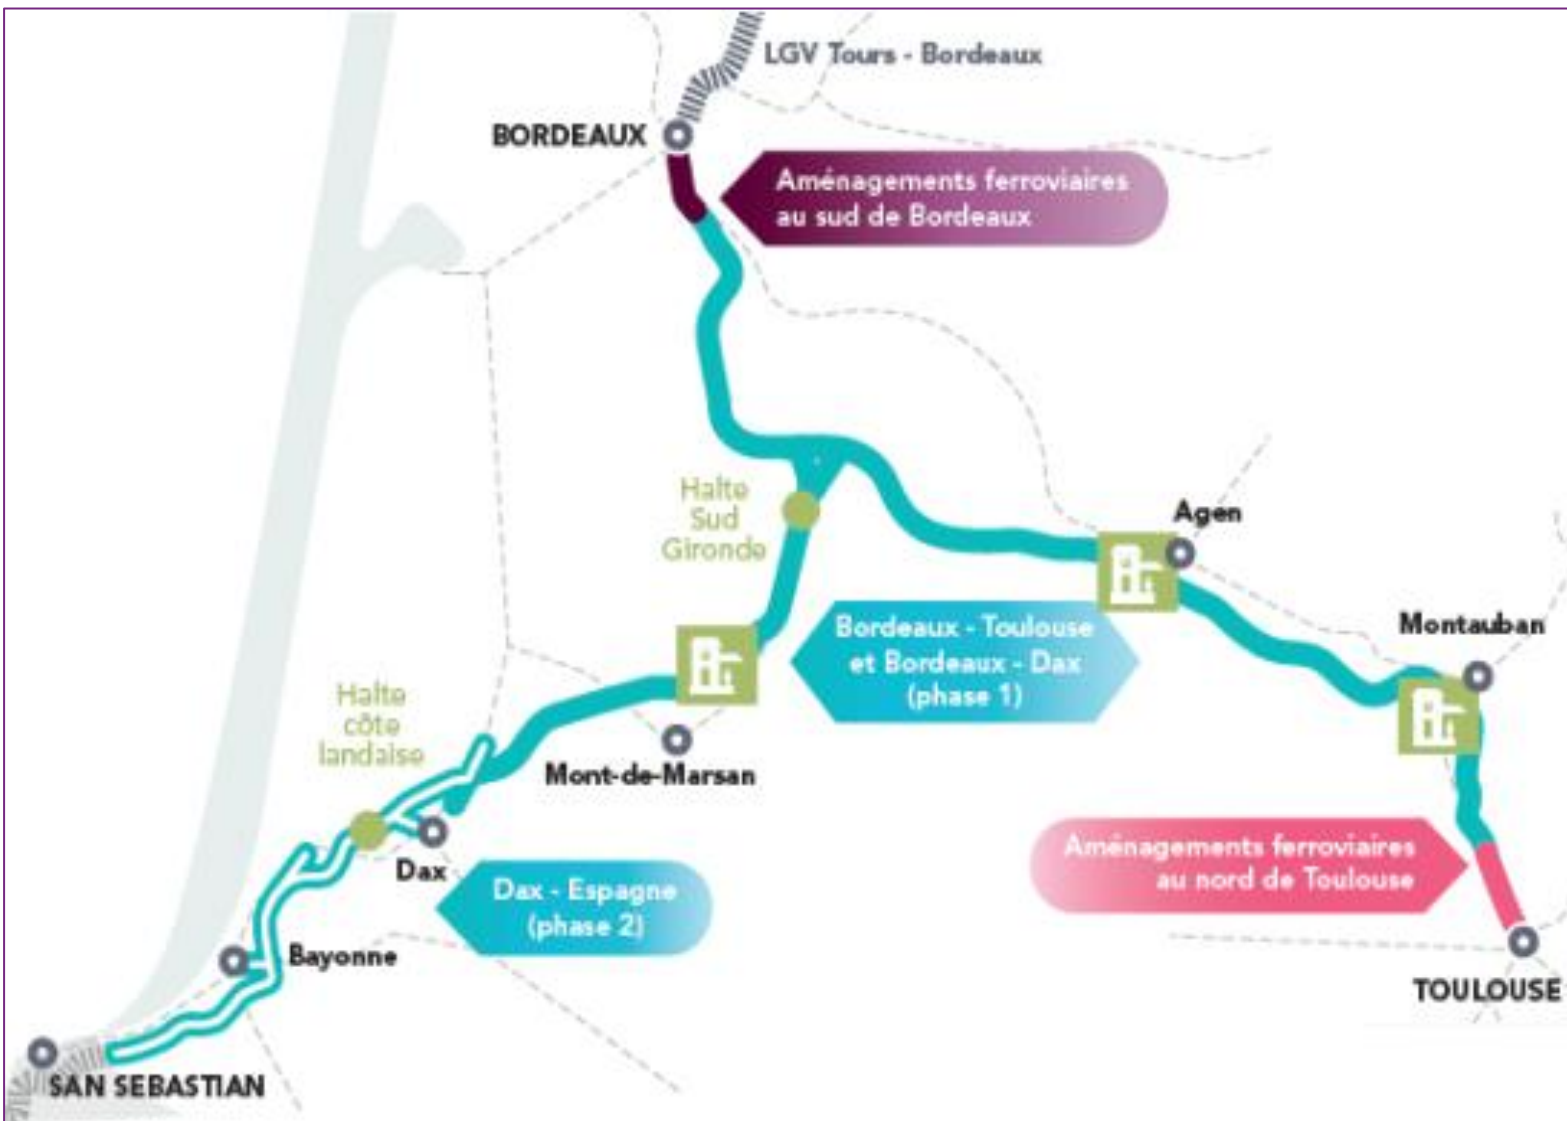 LGV Tours - Bordeaux
BORDEAUX
Aménagements ferroviaires
au sud de Bordeaux
Halte
Sud
Gironde
Agen
Bordeaux - Toulouse
et Bordeaux - Dax
(phase 1)
Montauban
Halte
côte
landaise
Mont-de-Marsan
Aménagements ferroviaires
au nord de Toulouse
Dax
Dax - Espagne
(phase 2)
Bayonne
TOULOUSE
SAN SEBASTIAN